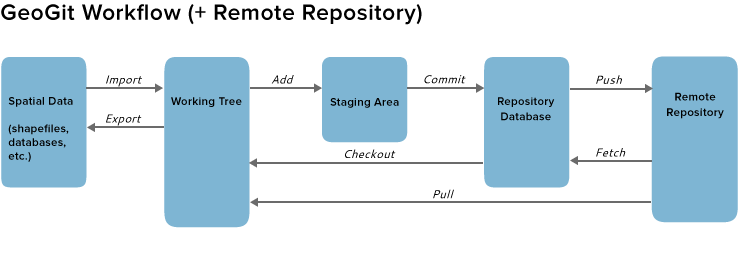 GeoGit Workflow (+ Remote Repository)
Import
Add
Commit
Push
Spatial Data
(shapefiles,
databases,
etc.)
Working Tree
Staging Area
Repository
Database
Remote
Repository
Export
Checkout
Fetch
Pull